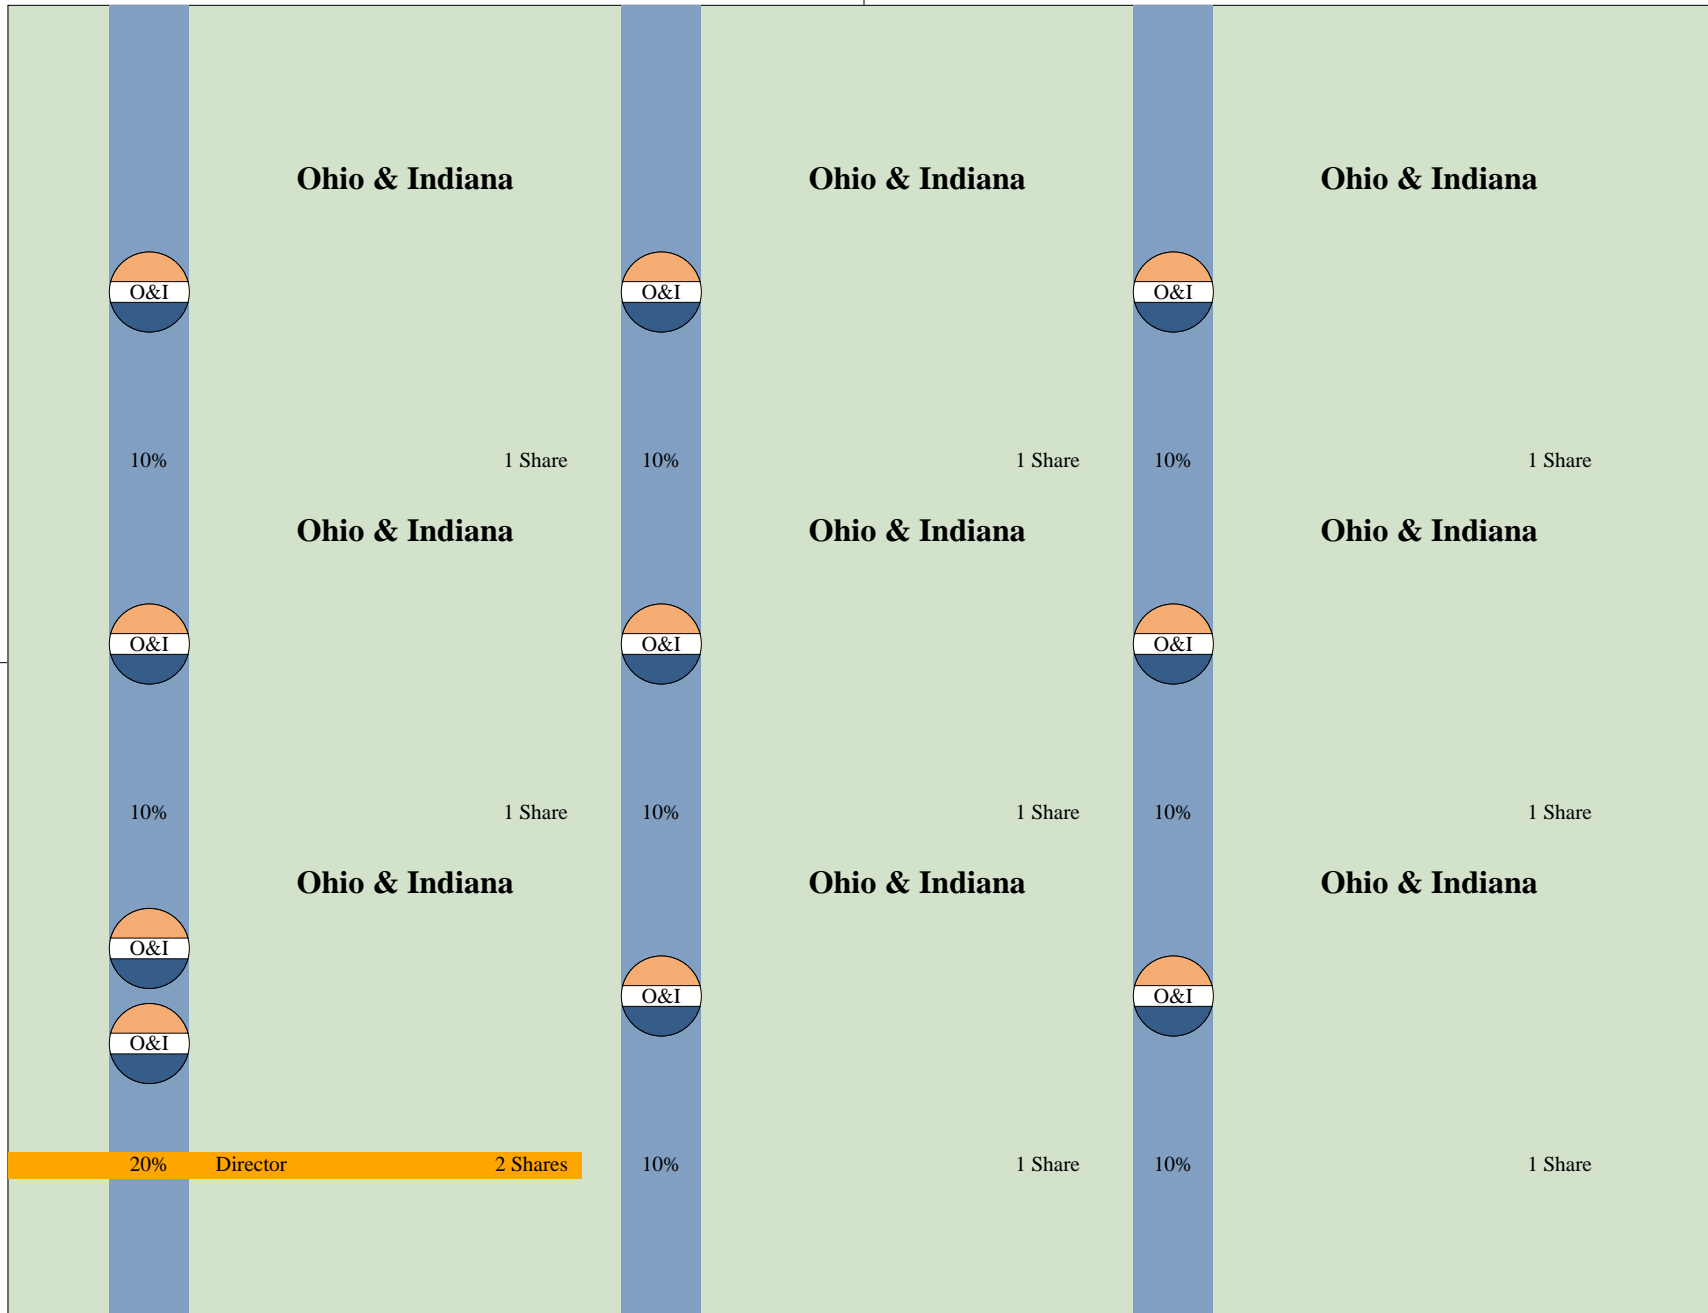 Ohio & Indiana Ohio & Indiana Ohio & Indiana
O&I O&I O&I
10% 1 Share 10% 1 Share 10% 1 Share
Ohio & Indiana Ohio & Indiana Ohio & Indiana
O&I O&I O&I
10% 1 Share 10% 1 Share 10% 1 Share
Ohio & Indiana Ohio & Indiana Ohio & Indiana
O&I
O&I O&I
O&I
20% Director 2 Shares 10% 1 Share 10% 1 Share